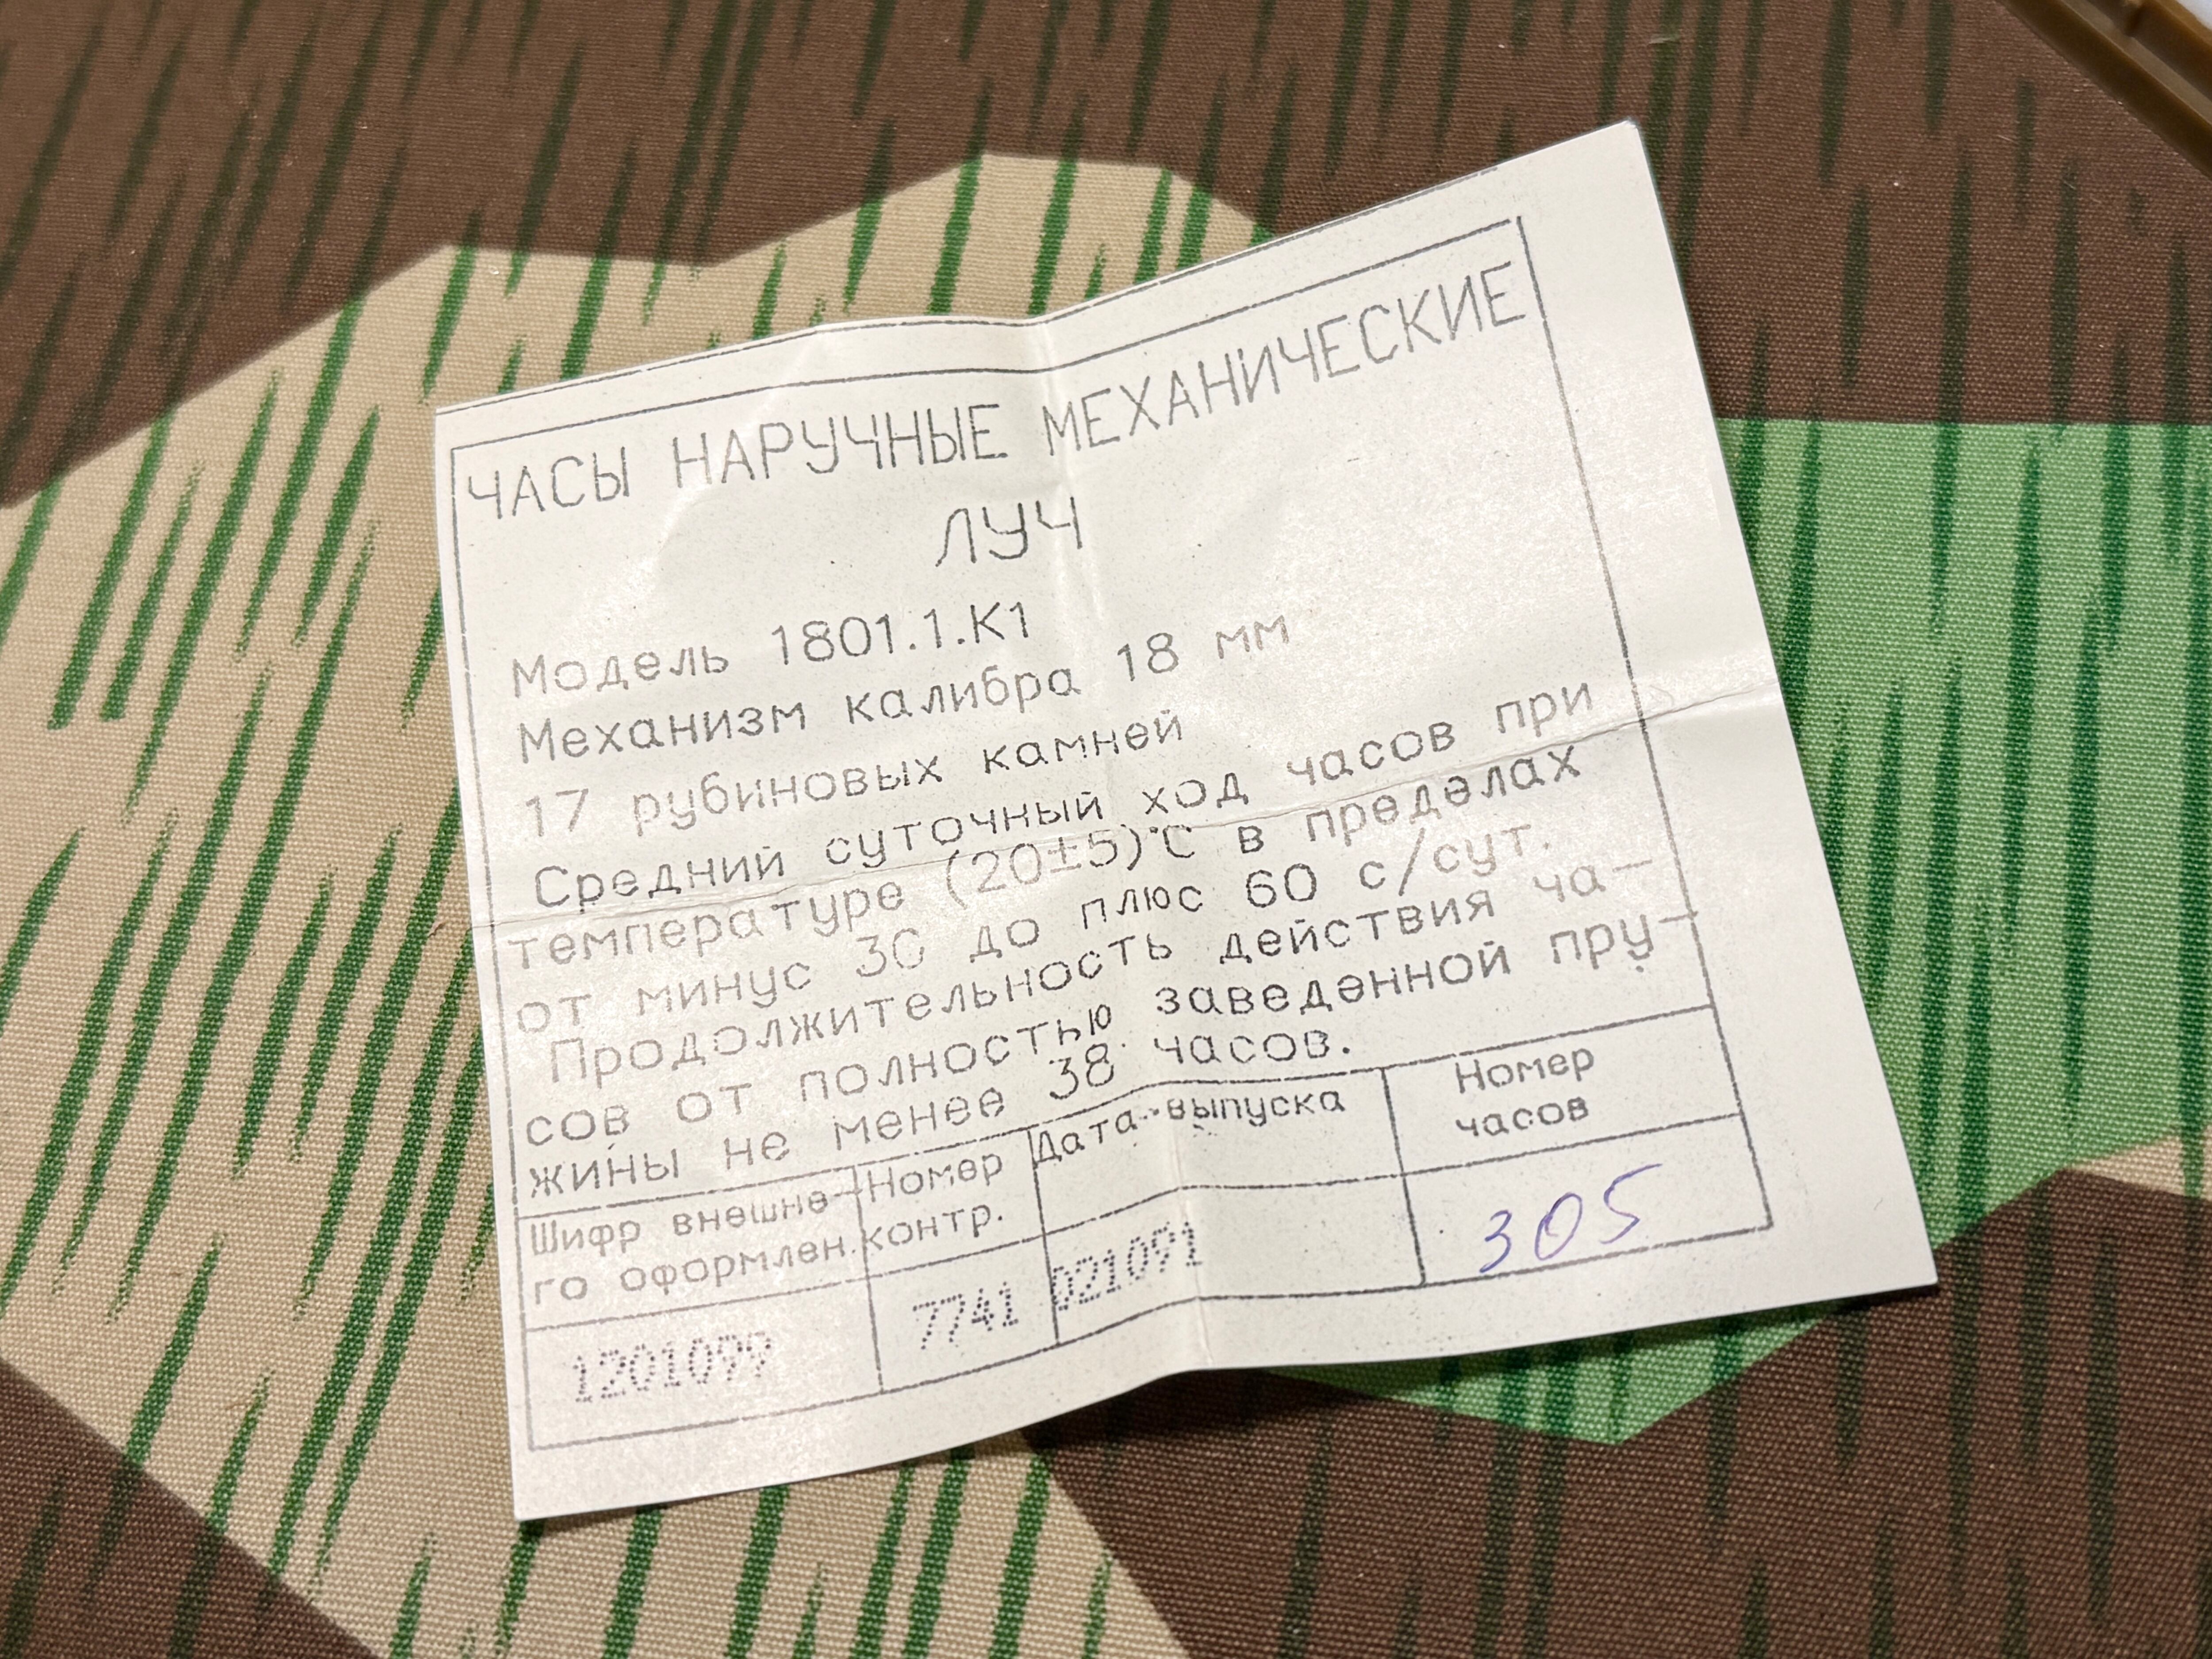 ЧАСЫ НАРУЧНЫЕ МЕХАНИЧЕСКИЕ
ЛУЧ
Модель 1801.1.К1
Механизм калибра 18 мм
17 рубиновых камней
Средний суточный ход часов при
температуре (20±5)°С в пределах
от минус 30 до плюс 60 с/сут.
Продолжительность действия ча-
сов от полностью заведенной пру-
жины не менее 38 часов.
Шифр внешне-
го оформлен.
Номер
контр.
Дата выпуска
Номер
часов
1201099
7741
021091
305